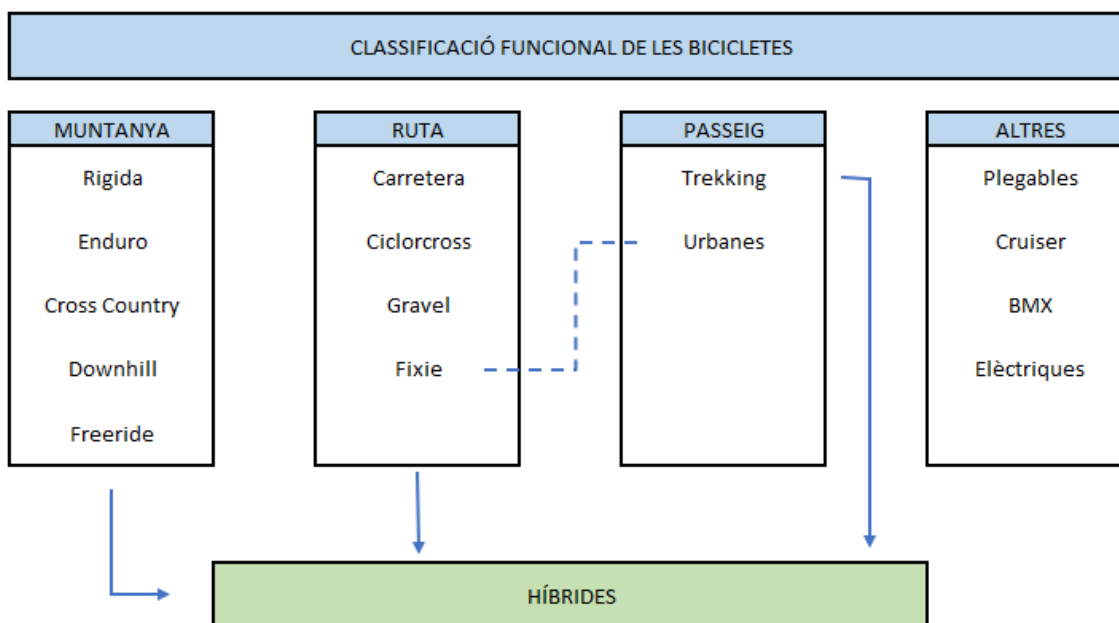 CLASSIFICACIÓ FUNCIONAL DE LES BICICLETES
MUNTANYA
Rigida
Enduro
Cross Country
Downhill
Freeride
RUTA
Carretera
Ciclorcross
Gravel
Fixie
PASSEIG
Trekking
Urbanes
ALTRES
Plegables
Cruiser
BMX
Elèctriques
HÍBRIDES